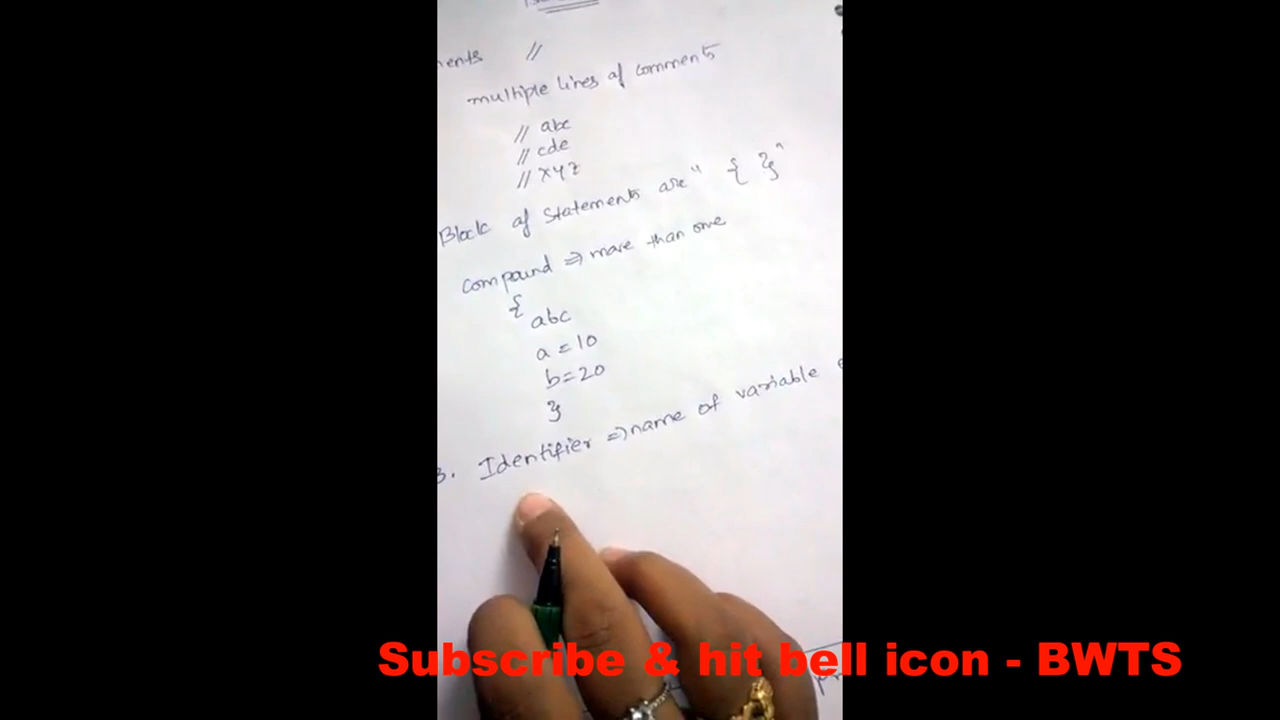 ents //
multiple lines of comments
// abc
// cde
// xyz
Block of Statements are " { } "
compound => more than one
{
abc
a = 10
b = 20
}
3. Identifier => name of variable
Subscribe & hit bell icon - BWTS